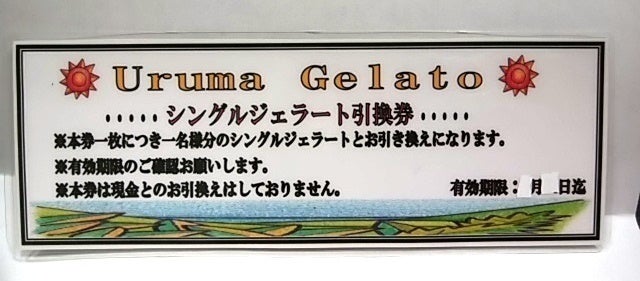 Uruma Gelato
・・・・・シングルジェラート引換券・・・・・
※本券一枚につき一名様分のシングルジェラートとお引き換えになります。
※有効期限のご確認お願いします。
※本券は現金とのお引換えはしておりません。 有効期限：月 日迄